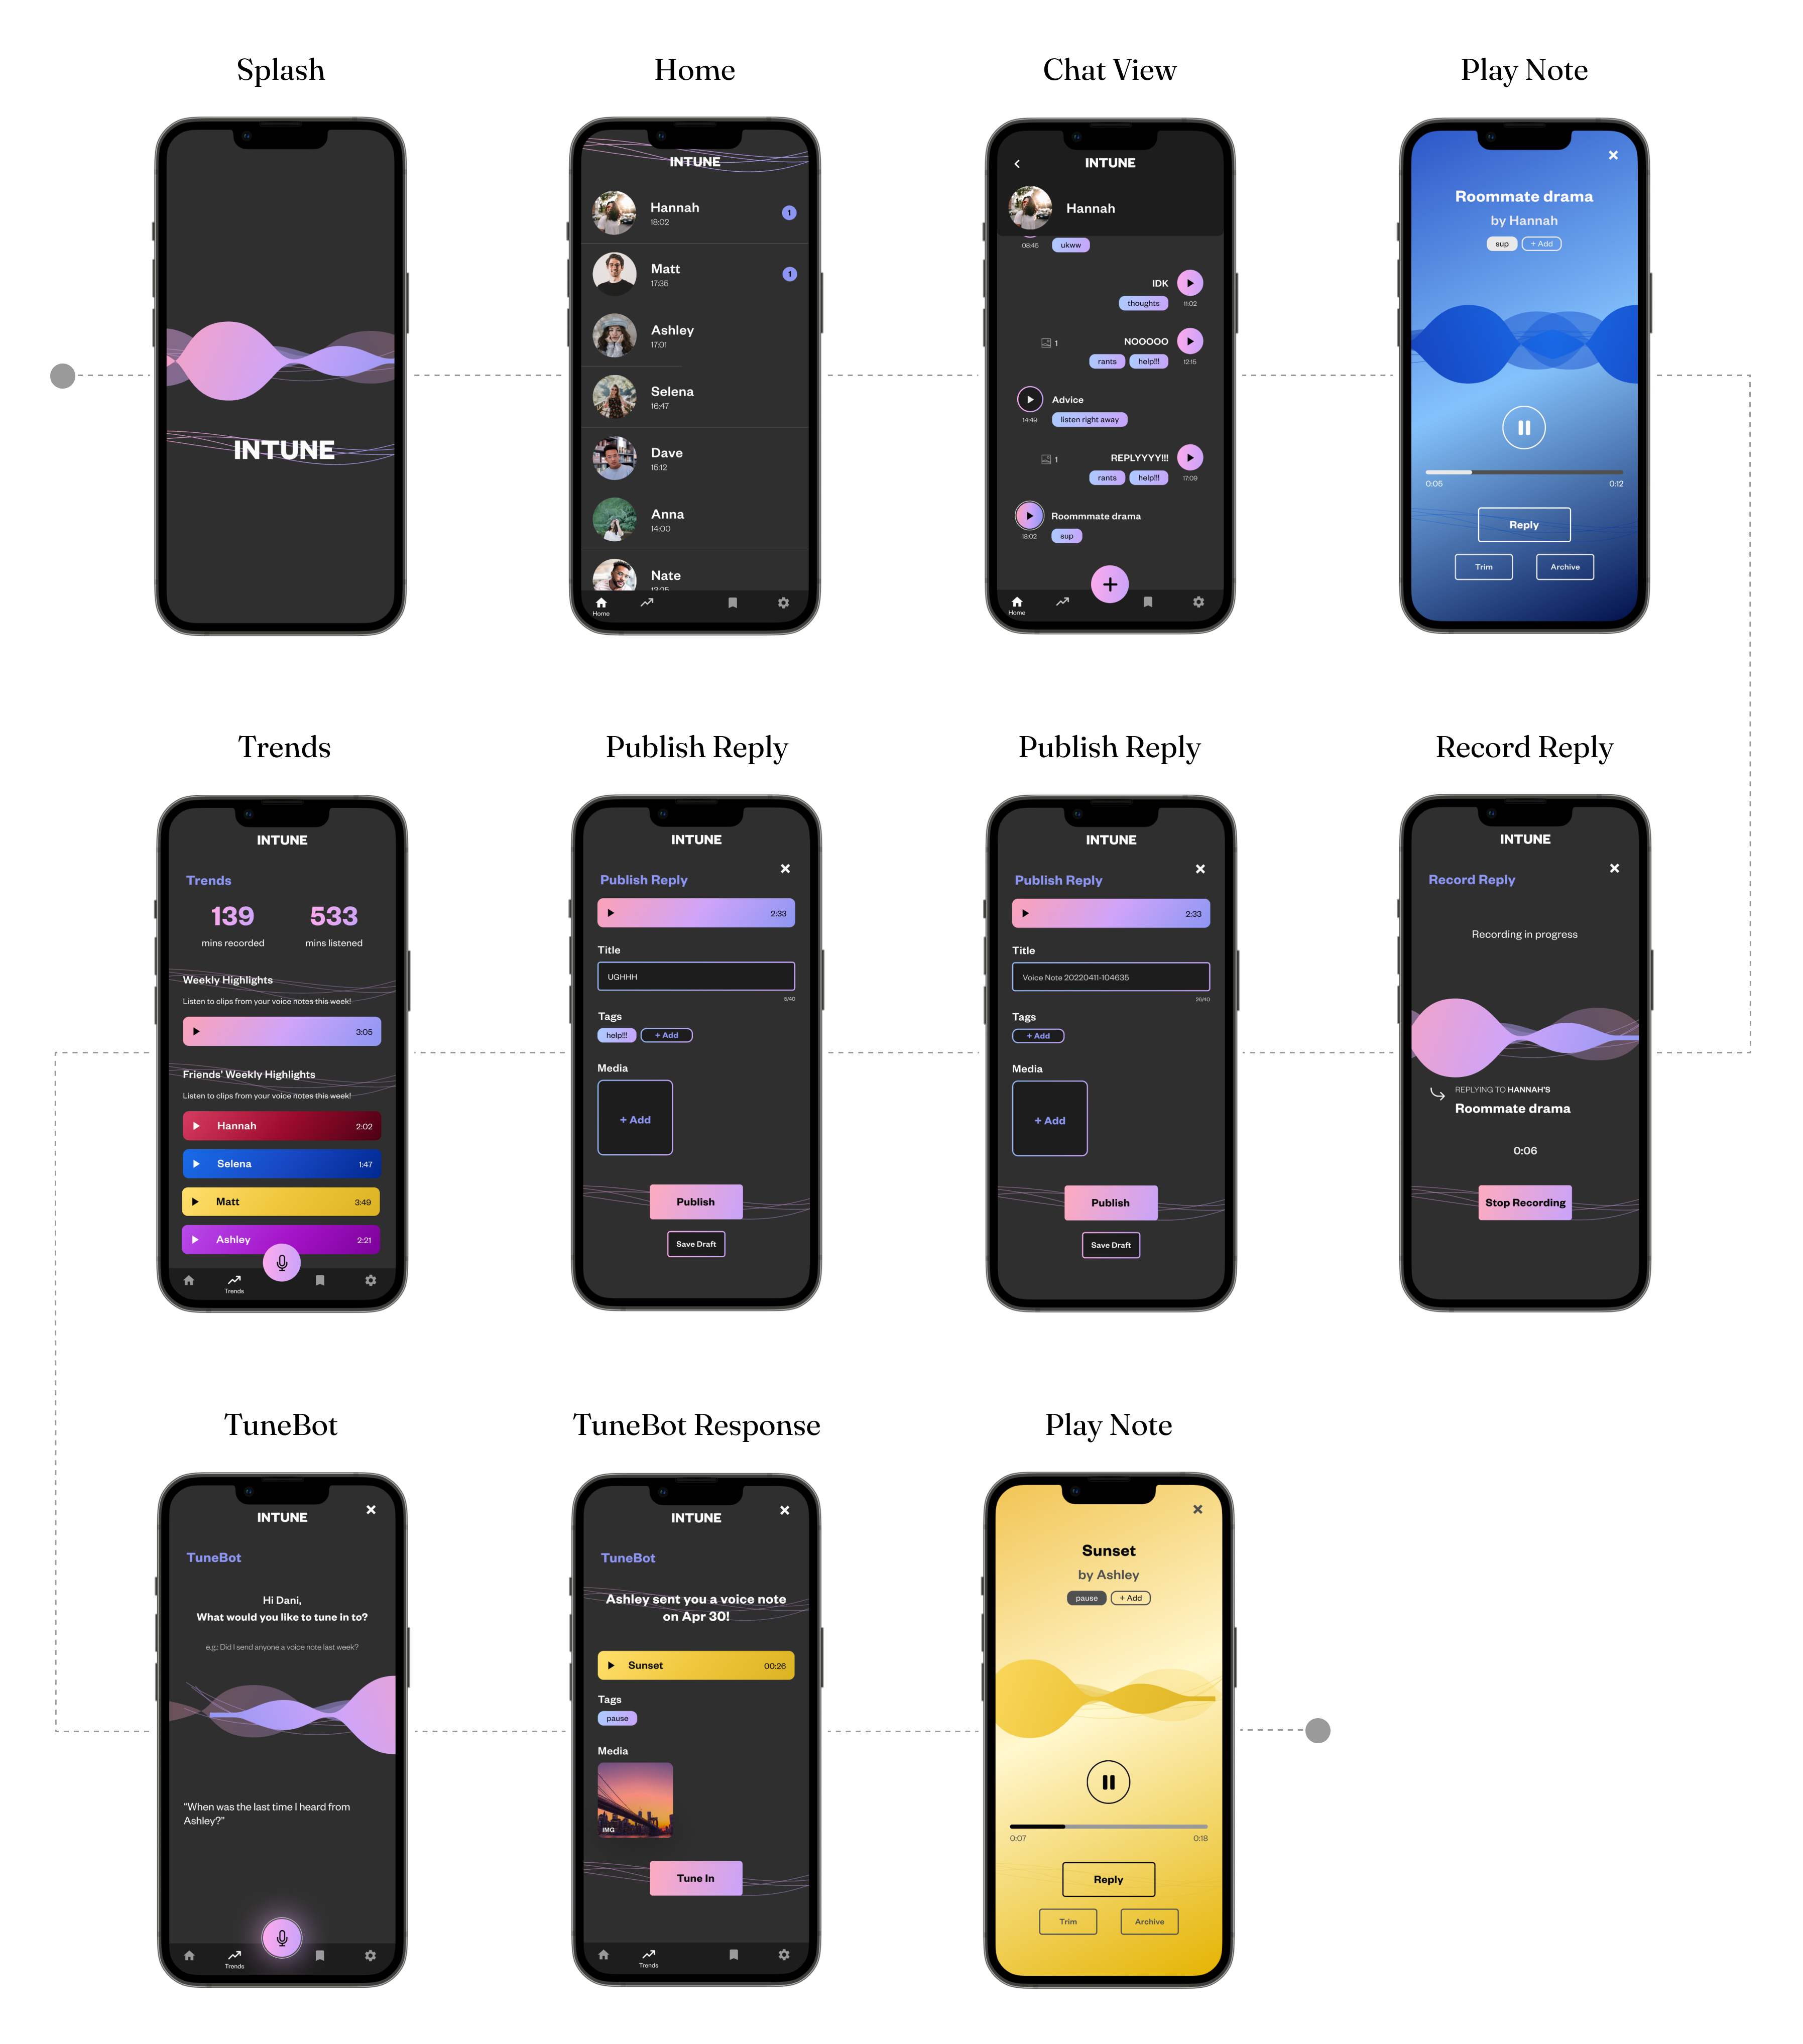 Splash
INTUNE
Home
INTUNE
Hannah
18:02
1
Matt
17:35
1
Ashley
17:01
Selena
16:47
Dave
15:12
Anna
14:00
Nate
Home
Chat View
INTUNE
Hannah
08:45
ukww
IDK
thoughts
11:02
1
NOOOOO
rants help!!!
12:15
Advice
14:49
listen right away
1
REPLYYYY!!!
rants help!!!
17:09
Roommmate drama
18:02
sup
Home
Play Note
Roommate drama
by Hannah
sup + Add
0:05 0:12
Reply
Trim Archive
Trends
INTUNE
Trends
139 533
mins recorded mins listened
Weekly Highlights
Listen to clips from your voice notes this week!
3:05
Friends' Weekly Highlights
Listen to clips from your voice notes this week!
Hannah 2:02
Selena 1:47
Matt 3:49
Ashley 2:21
Trends
Publish Reply
INTUNE
Publish Reply
2:33
Title
UGHHH
5/40
Tags
help!!! + Add
Media
+ Add
Publish
Save Draft
Publish Reply
INTUNE
Publish Reply
2:33
Title
Voice Note 20220411-104635
26/40
Tags
+ Add
Media
+ Add
Publish
Save Draft
Record Reply
INTUNE
Record Reply
Recording in progress
REPLYING TO HANNAH'S
Roommate drama
0:06
Stop Recording
TuneBot
INTUNE
TuneBot
Hi Dani,
What would you like to tune in to?
e.g.: Did I send anyone a voice note last week?
"When was the last time I heard from
Ashley?"
Trends
TuneBot Response
INTUNE
TuneBot
Ashley sent you a voice note
on Apr 30!
Sunset 00:26
Tags
pause
Media
IMG
Tune In
Trends
Play Note
Sunset
by Ashley
pause + Add
0:07 0:18
Reply
Trim Archive